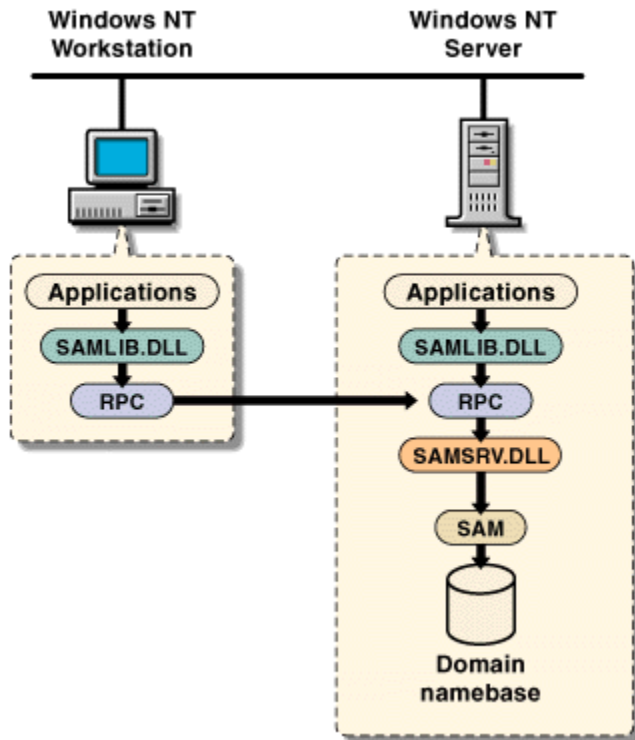 Windows NT
Workstation
Windows NT
Server
Applications
SAMLIB.DLL
RPC
Applications
SAMLIB.DLL
RPC
SAMSRV.DLL
SAM
Domain
namebase